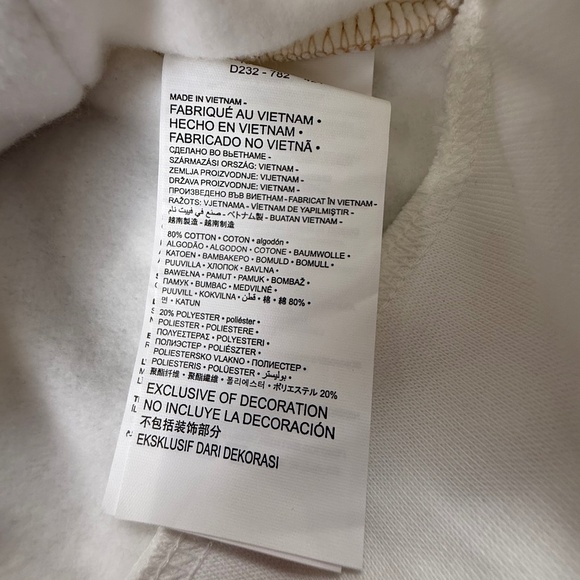 D232 - 782
MADE IN VIETNAM -
FABRIQUÉ AU VIETNAM •
HECHO EN VIETNAM •
FABRICADO NO VIETNÃ •
СДЕЛАНО ВО ВЬЕТНАМЕ -
SZÁRMAZÁSI ORSZÁG: VIETNAM -
ZEMLJA PROIZVODNJE: VIJETNAM -
DRŽAVA PROIZVODNJE: VIETNAM -
ПРОИЗВЕДЕНО ВЪВ ВИЕТНАМ - FABRICAT ÎN VIETNAM -
RAŽOTS: VJETNAMA - VİETNAM DE YAPILMIŞTIR -
صنع في فييت نام - ベトナム製 - BUATAN VIETNAM -
越南製造 - 越南制造
80% COTTON • COTON • algodón •
ALGODÃO • ALGODON • COTONE • BAUMWOLLE •
KATOEN • BAMBAKEPO • BOMULD • BOMULL •
PUUVILLA • ХЛОПОК • BAVLNA •
BAWEŁNA • PAMUT • PAMUK • BOMBAŽ •
ПАМУК • BUMBAC • MEDVILNĖ •
PUUVILL • KOKVILNA • قطن • 棉 • 綿 80% •
면 • KATUN
20% POLYESTER • poliéster •
POLIESTER • POLIESTERE •
ΠΟΛΥΕΣΤΕΡΑΣ • POLYESTERI •
ПОЛИЭСТЕР • POLIÉSZTER •
POLIESTERSKO VLAKNO • ПОЛИЕСТЕР •
POLIESTERIS • POLÜESTER • بوليستر •
聚酯纤维 • 聚酯纖維 • 폴리에스터 • ポリエステル 20%
EXCLUSIVE OF DECORATION
NO INCLUYE LA DECORACIÓN
不包括装饰部分
EKSKLUSIF DARI DEKORASI